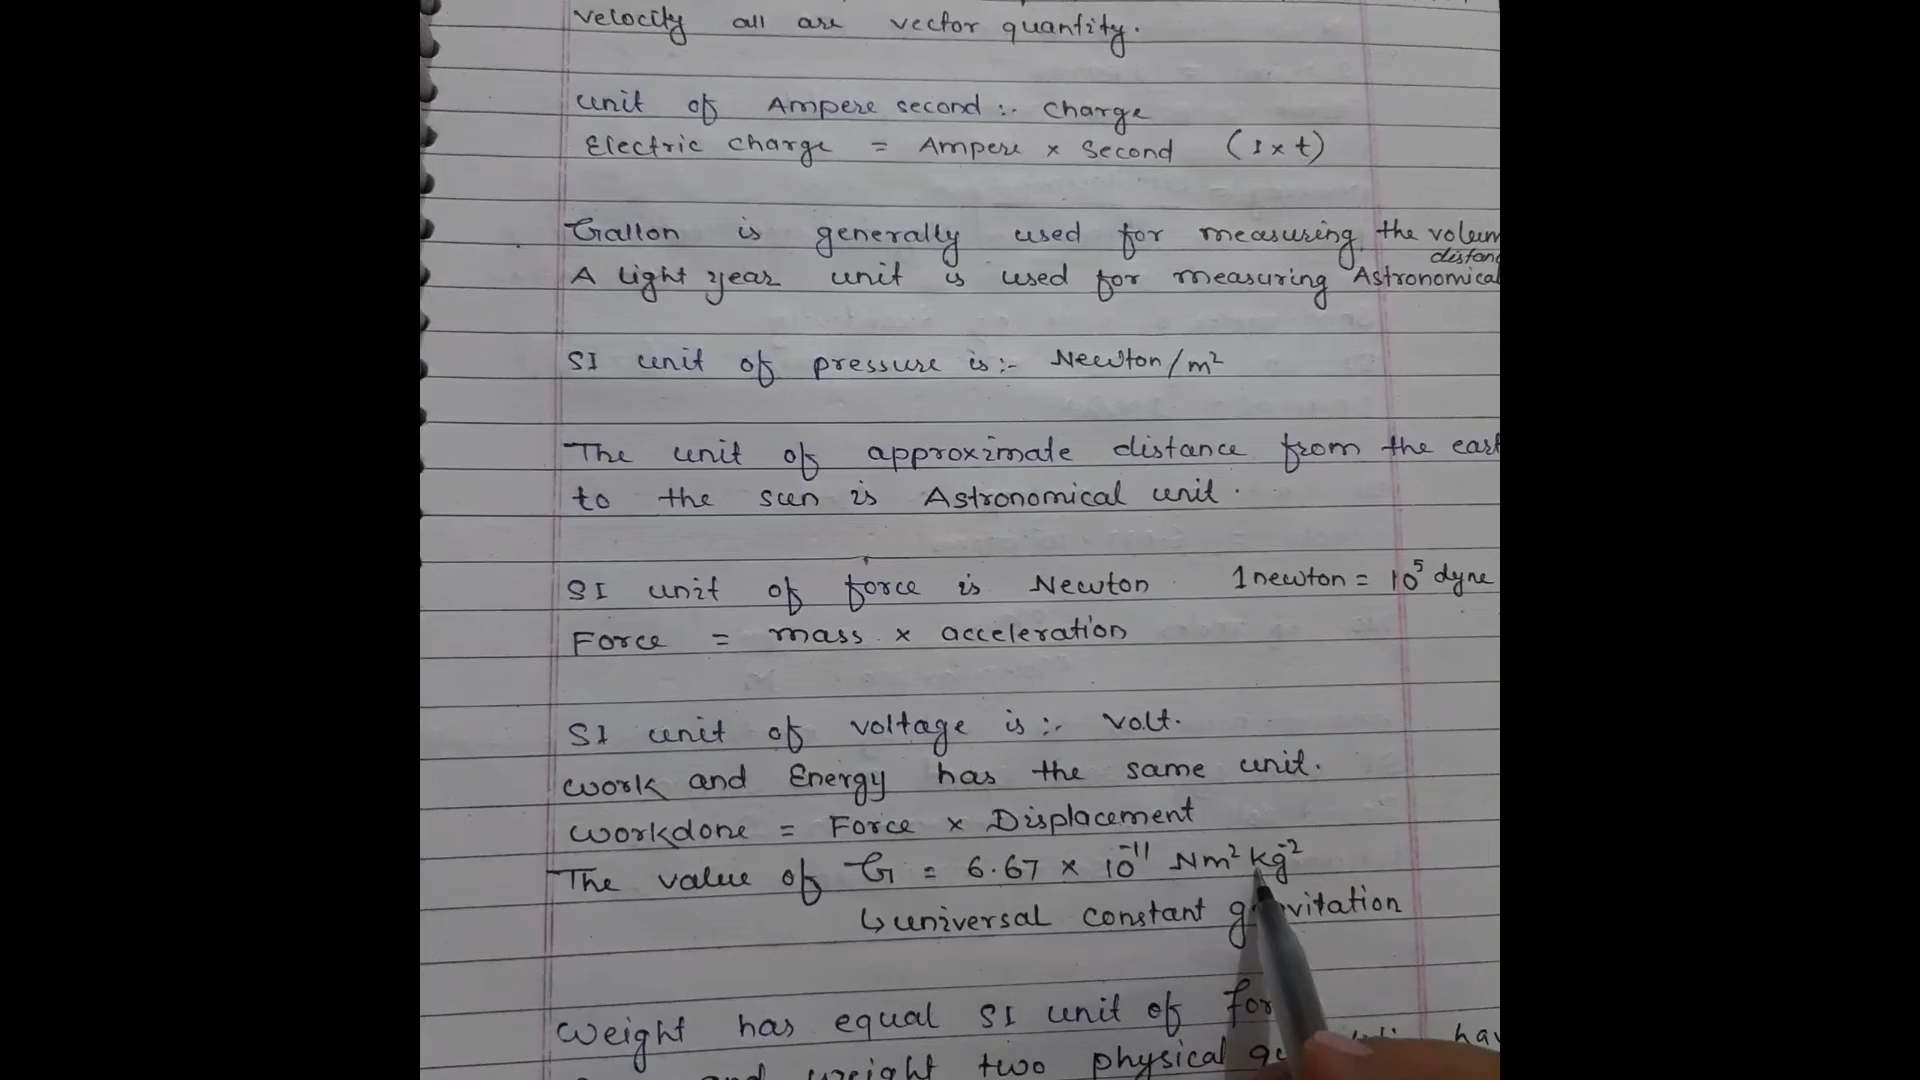 velocity all are vector quantity.
unit of Ampere second :- charge
Electric charge = Ampere × Second (I × t)
Gallon is generally used for measuring the volum
distanc
A light year unit is used for measuring Astronomical
SI unit of pressure is :- Newton/m²
The unit of approximate distance from the eart
to the sun is Astronomical unit.
SI unit of force is Newton 1 newton = 10⁵ dyne
Force = mass × acceleration
SI unit of voltage is :- volt.
Work and Energy has the same unit.
Workdone = Force × Displacement
The value of G = 6.67 × 10⁻¹¹ Nm² kg⁻²
↳ universal constant gravitation
Weight has equal SI unit of for
and weight two physical hav